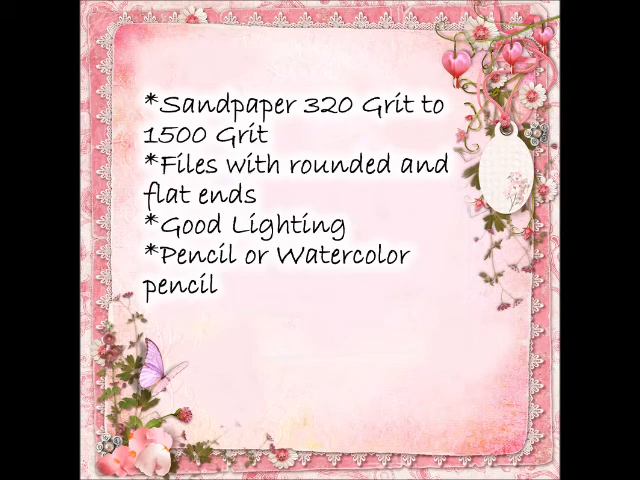 *Sandpaper 320 Grit to
1500 Grit
*Files with rounded and
flat ends
*Good Lighting
*Pencil or Watercolor
pencil